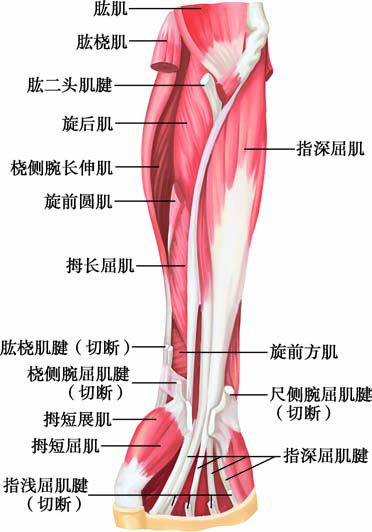 肱肌
肱桡肌
肱二头肌腱
旋后肌
指深屈肌
桡侧腕长伸肌
旋前圆肌
拇长屈肌
肱桡肌腱（切断）
旋前方肌
桡侧腕屈肌腱
（切断）
尺侧腕屈肌腱
（切断）
拇短展肌
拇短屈肌
指深屈肌腱
指浅屈肌腱
（切断）